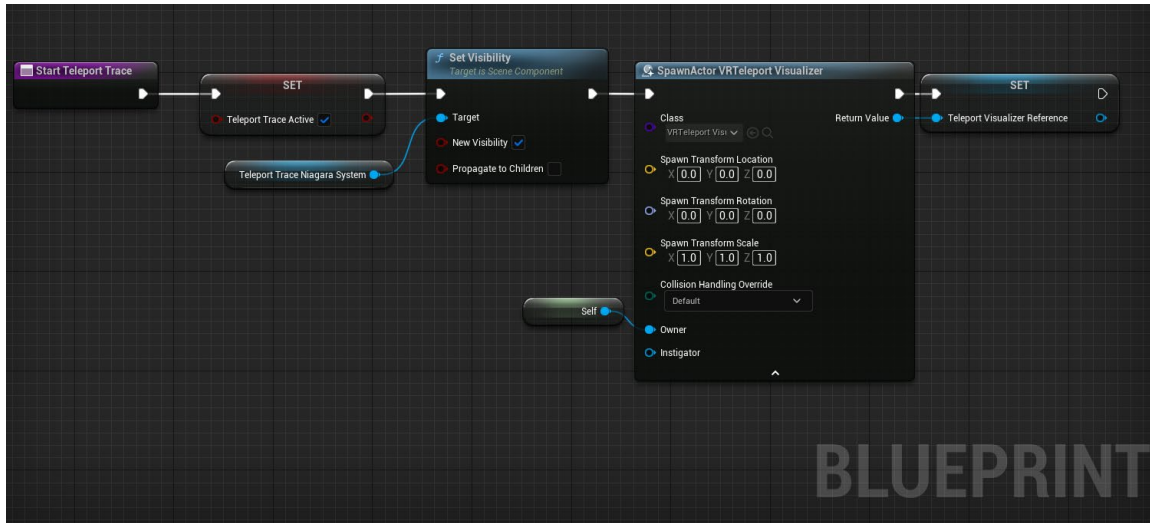 Start Teleport Trace
SET
Teleport Trace Active
Teleport Trace Niagara System
f Set Visibility
Target is Scene Component
Target
New Visibility
Propagate to Children
SpawnActor VRTeleport Visualizer
Class
VRTeleport Visu
Return Value
Spawn Transform Location
X 0.0 Y 0.0 Z 0.0
Spawn Transform Rotation
X 0.0 Y 0.0 Z 0.0
Spawn Transform Scale
X 1.0 Y 1.0 Z 1.0
Collision Handling Override
Default
Self
Owner
Instigator
SET
Teleport Visualizer Reference
BLUEPRINT